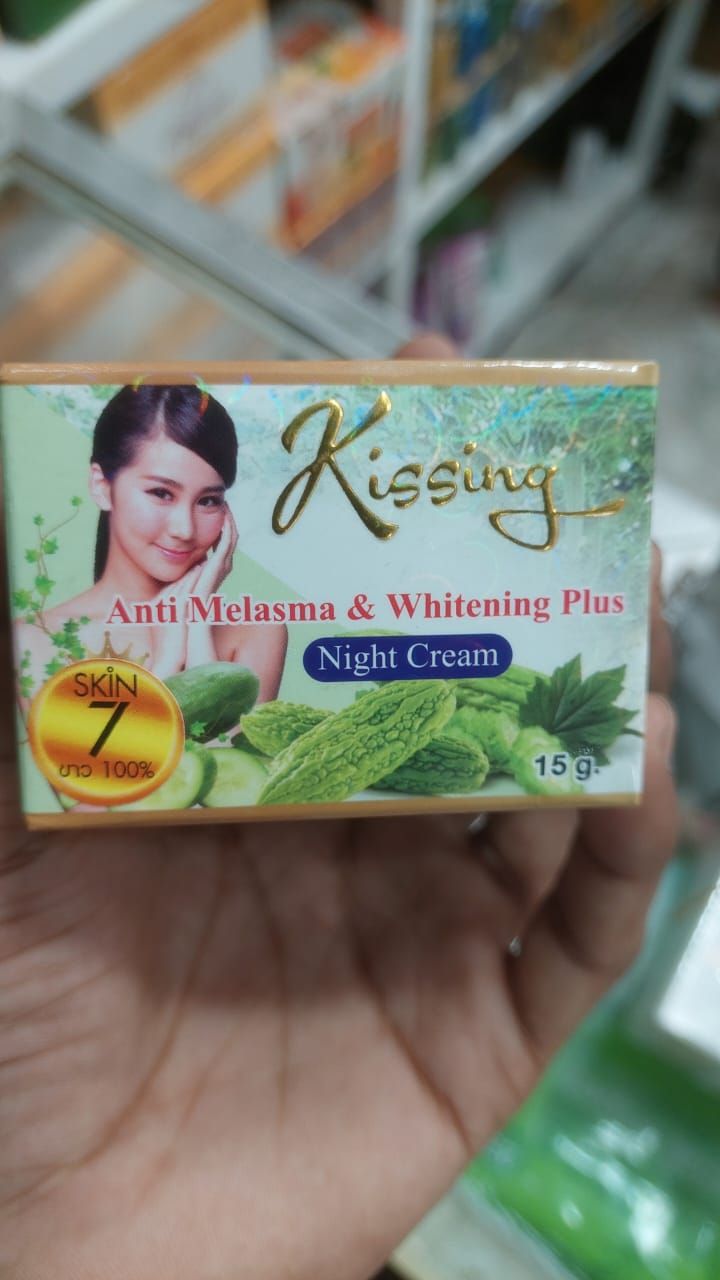 Kissing
Anti Melasma & Whitening Plus
Night Cream
SKIN
7
ขาว 100%
15 g.